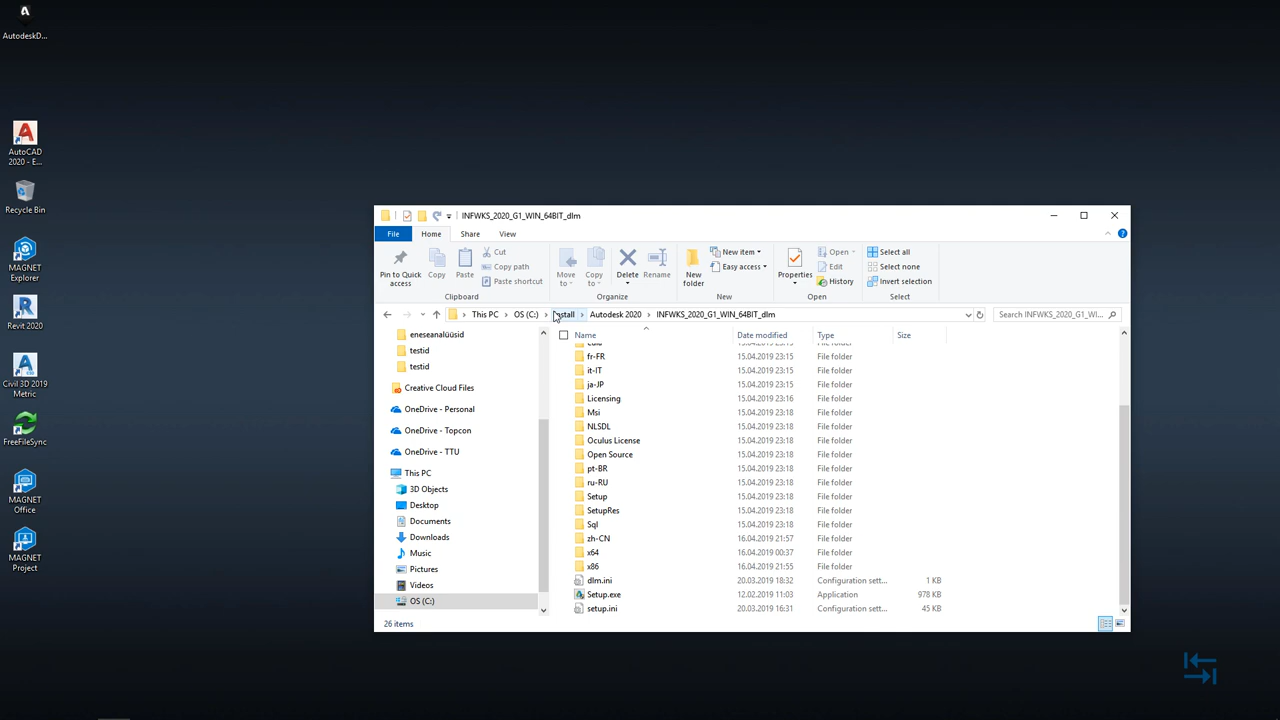 AutodeskD...
AutoCAD
2020 - E...
Recycle Bin
MAGNET
Explorer
Revit 2020
Civil 3D 2019
Metric
FreeFileSync
MAGNET
Office
MAGNET
Project
INFWKS_2020_G1_WIN_64BIT_dlm
File Home Share View
Pin to Quick
access
Copy
Paste
Cut
Copy path
Paste shortcut
Clipboard
Move
to
Copy
to
Delete
Rename
Organize
New
folder
New item
Easy access
New
Properties
Open
Edit
History
Open
Select all
Select none
Invert selection
Select
This PC OS (C:) Install Autodesk 2020 INFWKS_2020_G1_WIN_64BIT_dlm
Search INFWKS_2020_G1_WI...
eneseanalüüsid
testid
testid
Creative Cloud Files
OneDrive - Personal
OneDrive - Topcon
OneDrive - TTU
This PC
3D Objects
Desktop
Documents
Downloads
Music
Pictures
Videos
OS (C:)
Name Date modified Type Size
fr-FR 15.04.2019 23:15 File folder
it-IT 15.04.2019 23:15 File folder
ja-JP 15.04.2019 23:15 File folder
Licensing 15.04.2019 23:16 File folder
Msi 15.04.2019 23:18 File folder
NLSDL 15.04.2019 23:18 File folder
Oculus License 15.04.2019 23:18 File folder
Open Source 15.04.2019 23:18 File folder
pt-BR 15.04.2019 23:18 File folder
ru-RU 15.04.2019 23:18 File folder
Setup 15.04.2019 23:18 File folder
SetupRes 15.04.2019 23:18 File folder
Sql 15.04.2019 23:18 File folder
zh-CN 16.04.2019 21:57 File folder
x64 16.04.2019 00:37 File folder
x86 16.04.2019 21:55 File folder
dlm.ini 20.03.2019 18:32 Configuration sett... 1 KB
Setup.exe 12.02.2019 11:03 Application 978 KB
setup.ini 20.03.2019 16:31 Configuration sett... 45 KB
26 items